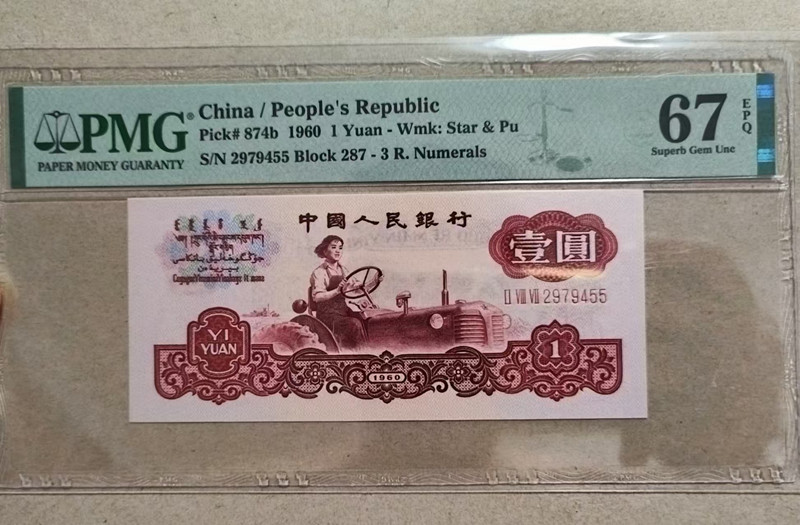 PMG®
PAPER MONEY GUARANTY
China / People's Republic
Pick# 874b 1960 1 Yuan - Wmk: Star & Pu
S/N 2979455 Block 287 - 3 R. Numerals
67
EPQ
Superb Gem Unc
中國人民銀行
壹圓
II VIII VII 2979455
YI
YUAN
1960
1